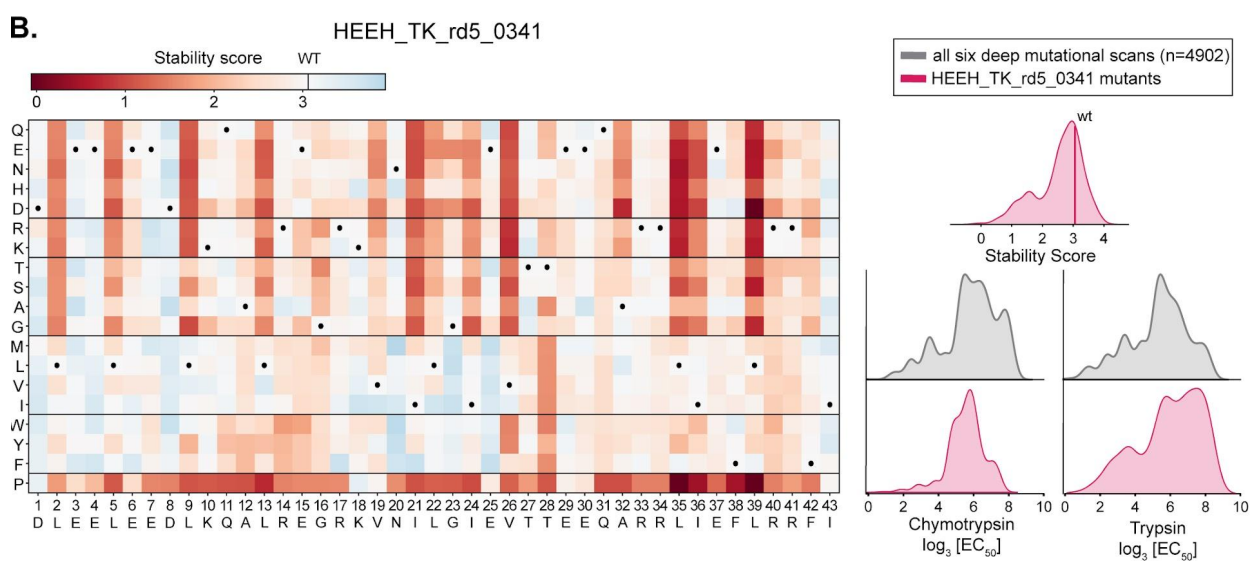 B.
HEEH_TK_rd5_0341
Stability score WT
0 1 2 3
Q
E
N
H
D
R
K
T
S
A
G
M
L
V
I
W
Y
F
P
1 2 3 4 5 6 7 8 9 10 11 12 13 14 15 16 17 18 19 20 21 22 23 24 25 26 27 28 29 30 31 32 33 34 35 36 37 38 39 40 41 42 43
D L E E L E E D L K Q A L R E G R K V N I L G I E V T T E E Q A R R L I E F L R R F I
all six deep mutational scans (n=4902)
HEEH_TK_rd5_0341 mutants
wt
0 1 2 3 4
Stability Score
0 2 4 6 8 10
Chymotrypsin
log₃ [EC₅₀]
0 2 4 6 8 10
Trypsin
log₃ [EC₅₀]